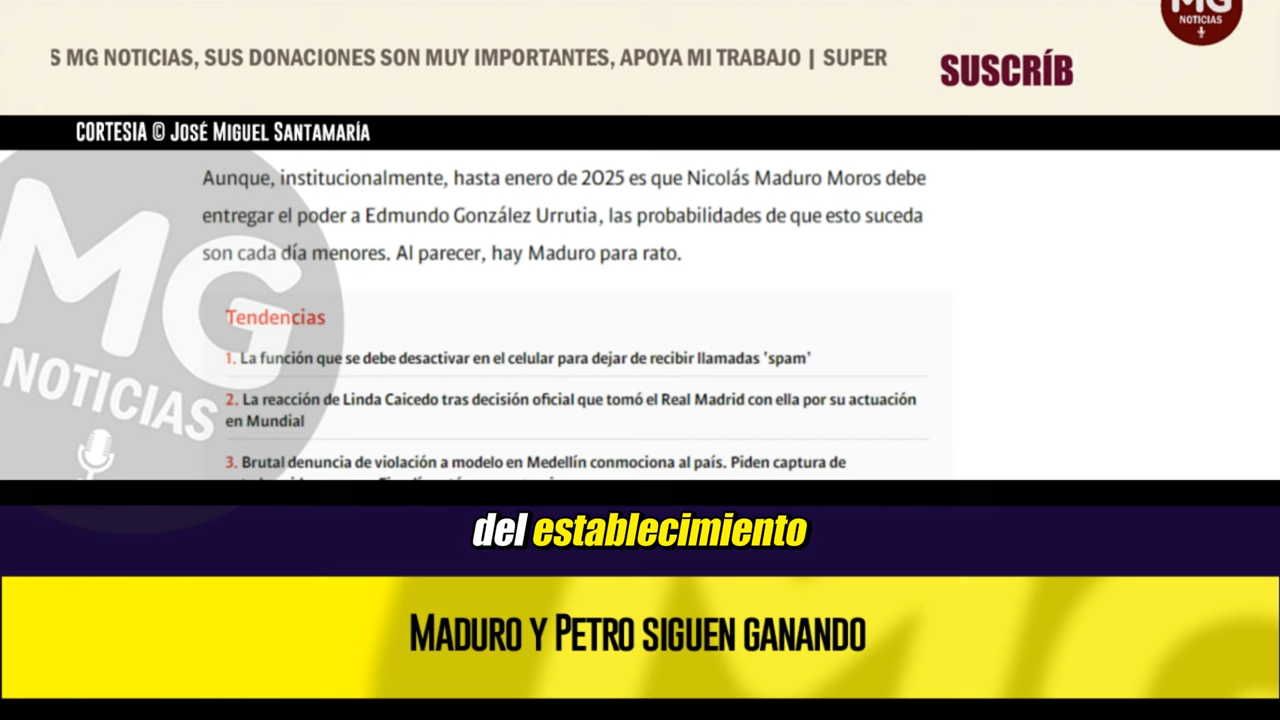 MG
NOTICIAS
S MG NOTICIAS, SUS DONACIONES SON MUY IMPORTANTES, APOYA MI TRABAJO | SUPER
SUSCRÍB
CORTESIA © JOSÉ MIGUEL SANTAMARÍA
Aunque, institucionalmente, hasta enero de 2025 es que Nicolás Maduro Moros debe
entregar el poder a Edmundo González Urrutia, las probabilidades de que esto suceda
son cada día menores. Al parecer, hay Maduro para rato.
MG
NOTICIAS
Tendencias
1. La función que se debe desactivar en el celular para dejar de recibir llamadas 'spam'
2. La reacción de Linda Caicedo tras decisión oficial que tomó el Real Madrid con ella por su actuación
en Mundial
3. Brutal denuncia de violación a modelo en Medellín conmociona al país. Piden captura de
del establecimiento
MADURO Y PETRO SIGUEN GANANDO